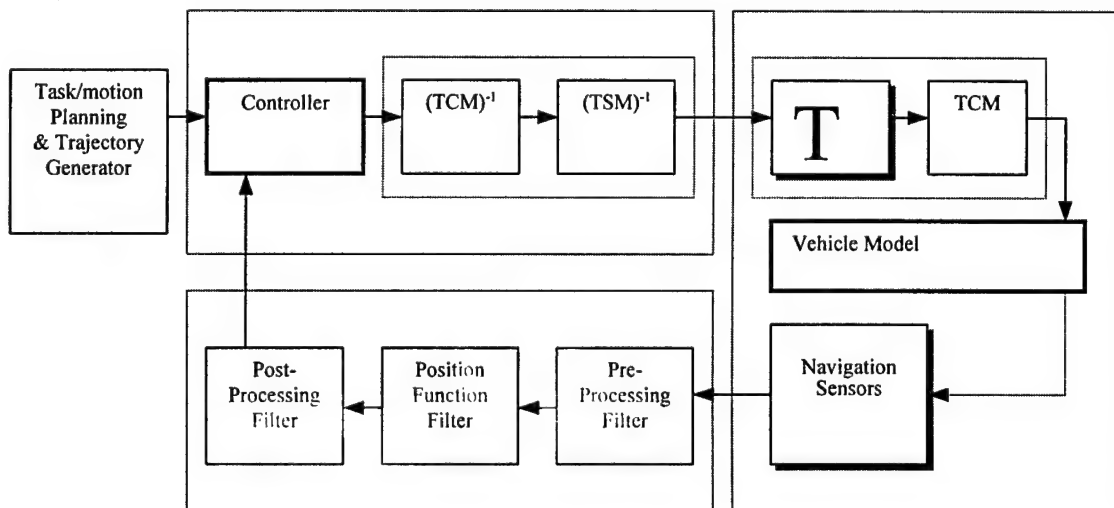 Task/motion
Planning
& Trajectory
Generator
Controller
(TCM)⁻¹
(TSM)⁻¹
T
TCM
Vehicle Model
Navigation
Sensors
Pre-
Processing
Filter
Position
Function
Filter
Post-
Processing
Filter